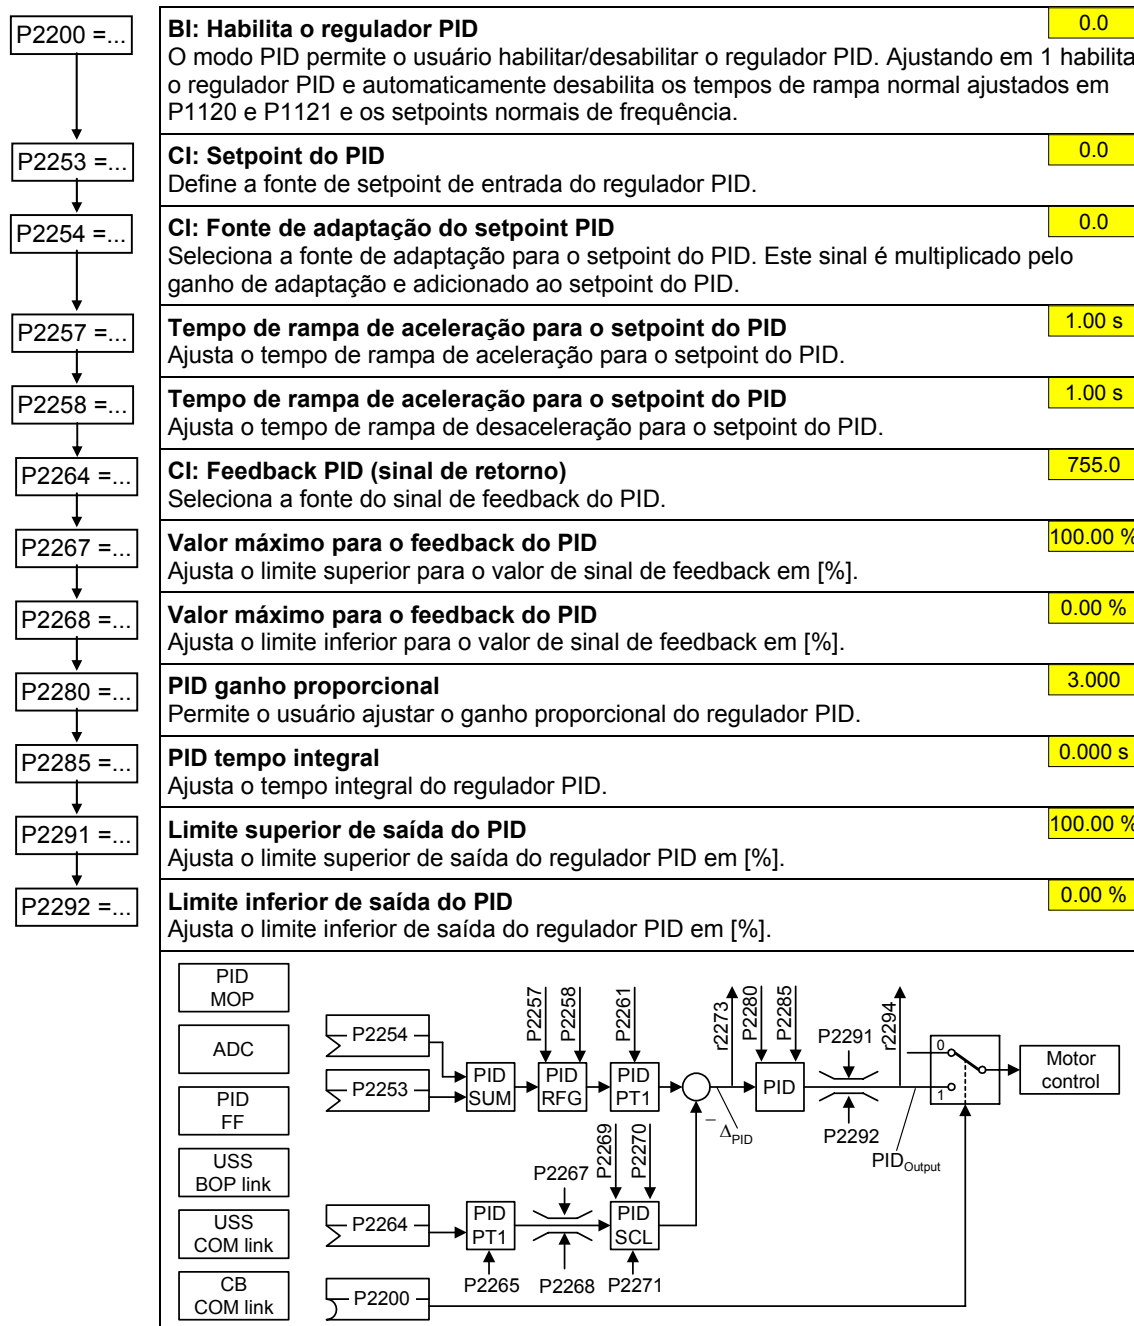 P2200 =...
BI: Habilita o regulador PID
0.0
O modo PID permite o usuário habilitar/desabilitar o regulador PID. Ajustando em 1 habilita
o regulador PID e automaticamente desabilita os tempos de rampa normal ajustados em
P1120 e P1121 e os setpoints normais de frequência.
P2253 =...
CI: Setpoint do PID
0.0
Define a fonte de setpoint de entrada do regulador PID.
P2254 =...
CI: Fonte de adaptação do setpoint PID
0.0
Seleciona a fonte de adaptação para o setpoint do PID. Este sinal é multiplicado pelo
ganho de adaptação e adicionado ao setpoint do PID.
P2257 =...
Tempo de rampa de aceleração para o setpoint do PID
1.00 s
Ajusta o tempo de rampa de aceleração para o setpoint do PID.
P2258 =...
Tempo de rampa de aceleração para o setpoint do PID
1.00 s
Ajusta o tempo de rampa de desaceleração para o setpoint do PID.
P2264 =...
CI: Feedback PID (sinal de retorno)
755.0
Seleciona a fonte do sinal de feedback do PID.
P2267 =...
Valor máximo para o feedback do PID
100.00 %
Ajusta o limite superior para o valor de sinal de feedback em [%].
P2268 =...
Valor máximo para o feedback do PID
0.00 %
Ajusta o limite inferior para o valor de sinal de feedback em [%].
P2280 =...
PID ganho proporcional
3.000
Permite o usuário ajustar o ganho proporcional do regulador PID.
P2285 =...
PID tempo integral
0.000 s
Ajusta o tempo integral do regulador PID.
P2291 =...
Limite superior de saída do PID
100.00 %
Ajusta o limite superior de saída do regulador PID em [%].
P2292 =...
Limite inferior de saída do PID
0.00 %
Ajusta o limite inferior de saída do regulador PID em [%].
PID
MOP
ADC
PID
FF
USS
BOP link
USS
COM link
CB
COM link
P2254
P2253
PID
SUM
P2257
P2258
PID
RFG
P2261
PID
PT1
–
r2273
ΔPID
P2280
P2285
PID
P2291
P2292
r2294
PIDOutput
0
1
Motor
control
P2264
PID
PT1
P2265
P2267
P2268
P2269
P2270
PID
SCL
P2271
P2200